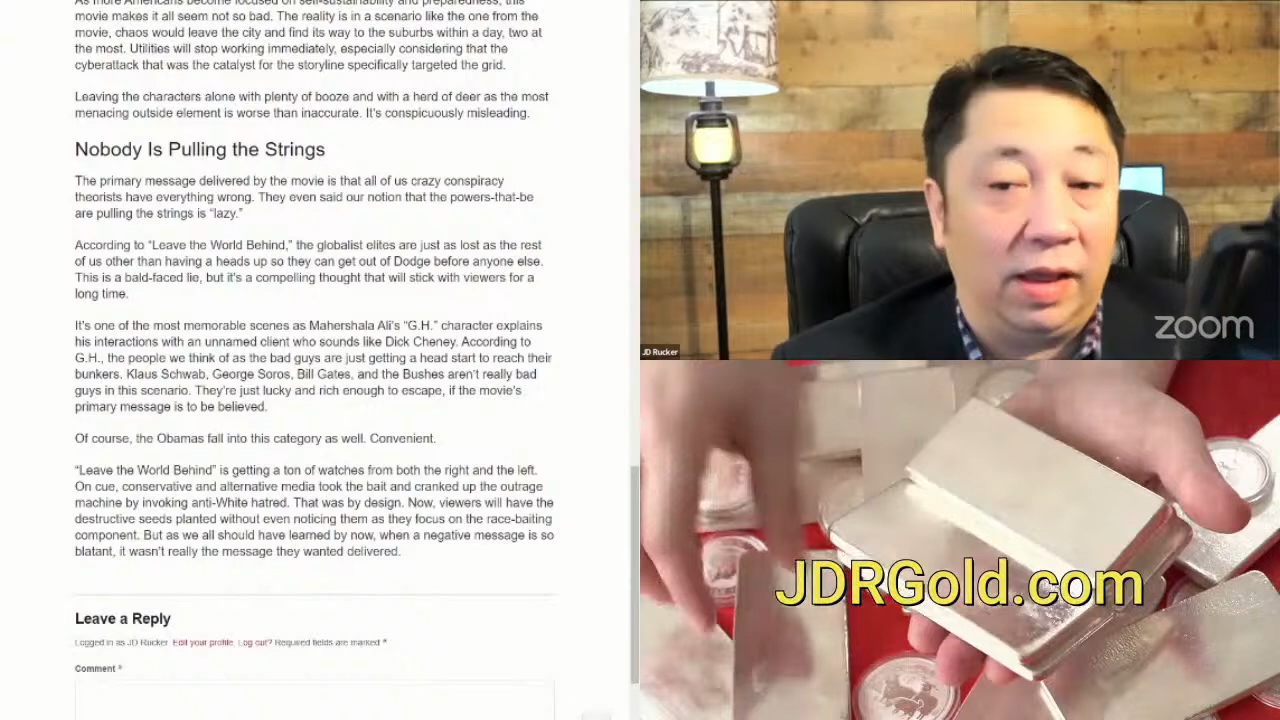 As more Americans become focused on self-sustainability and preparedness, this
movie makes it all seem not so bad. The reality is in a scenario like the one from the
movie, chaos would leave the city and find its way to the suburbs within a day, two at
the most. Utilities will stop working immediately, especially considering that the
cyberattack that was the catalyst for the storyline specifically targeted the grid.
Leaving the characters alone with plenty of booze and with a herd of deer as the most
menacing outside element is worse than inaccurate. It's conspicuously misleading.
Nobody Is Pulling the Strings
The primary message delivered by the movie is that all of us crazy conspiracy
theorists have everything wrong. They even said our notion that the powers-that-be
are pulling the strings is “lazy.”
According to “Leave the World Behind,” the globalist elites are just as lost as the rest
of us other than having a heads up so they can get out of Dodge before anyone else.
This is a bald-faced lie, but it's a compelling thought that will stick with viewers for a
long time.
It's one of the most memorable scenes as Mahershala Ali's “G.H.” character explains
his interactions with an unnamed client who sounds like Dick Cheney. According to
G.H., the people we think of as the bad guys are just getting a head start to reach their
bunkers. Klaus Schwab, George Soros, Bill Gates, and the Bushes aren't really bad
guys in this scenario. They're just lucky and rich enough to escape, if the movie's
primary message is to be believed.
Of course, the Obamas fall into this category as well. Convenient.
“Leave the World Behind” is getting a ton of watches from both the right and the left.
On cue, conservative and alternative media took the bait and cranked up the outrage
machine by invoking anti-White hatred. That was by design. Now, viewers will have the
destructive seeds planted without even noticing them as they focus on the race-baiting
component. But as we all should have learned by now, when a negative message is so
blatant, it wasn't really the message they wanted delivered.
Leave a Reply
Logged in as JD Rucker. Edit your profile. Log out? Required fields are marked *
Comment *
JD Rucker
zoom
JDRGold.com